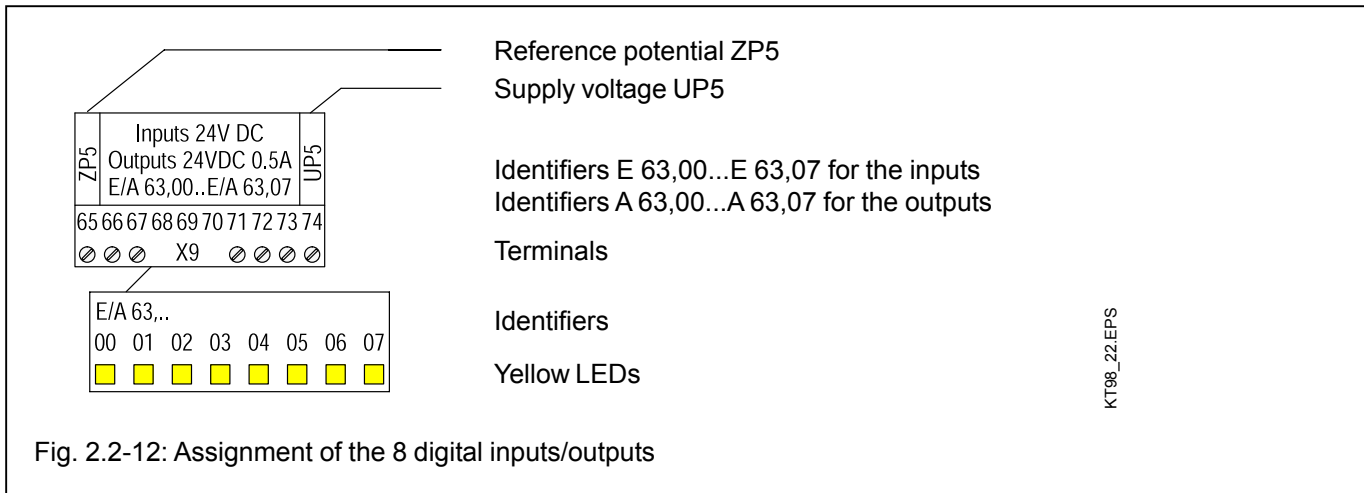 Reference potential ZP5
Supply voltage UP5
ZP5
Inputs 24V DC
Outputs 24VDC 0.5A
E/A 63,00..E/A 63,07
UP5
Identifiers E 63,00...E 63,07 for the inputs
Identifiers A 63,00...A 63,07 for the outputs
65 66 67 68 69 70 71 72 73 74
X9
Terminals
E/A 63,..
00 01 02 03 04 05 06 07
Identifiers
Yellow LEDs
KT98_22.EPS
Fig. 2.2-12: Assignment of the 8 digital inputs/outputs